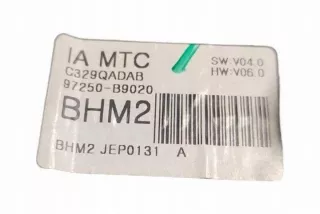 IA MTC
SW:V04.0
C329QADAB
HW:V06.0
97250-B9020
BHM2
BHM2 JEP0131 A